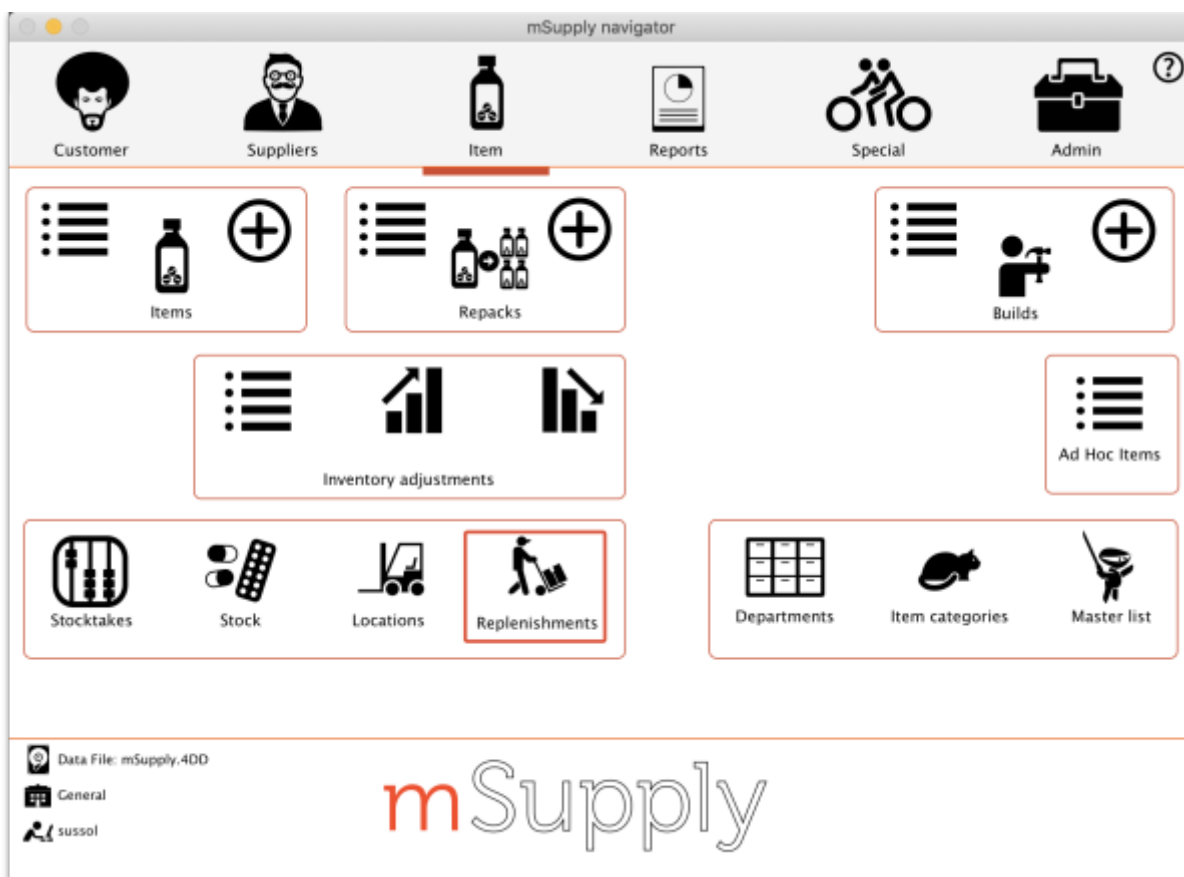 mSupply navigator
?
Customer
Suppliers
Item
Reports
Special
Admin
Items
Repacks
Builds
Inventory adjustments
Ad Hoc Items
Stocktakes
Stock
Locations
Replenishments
Departments
Item categories
Master list
Data File: mSupply.4DD
General
sussol
mSupply